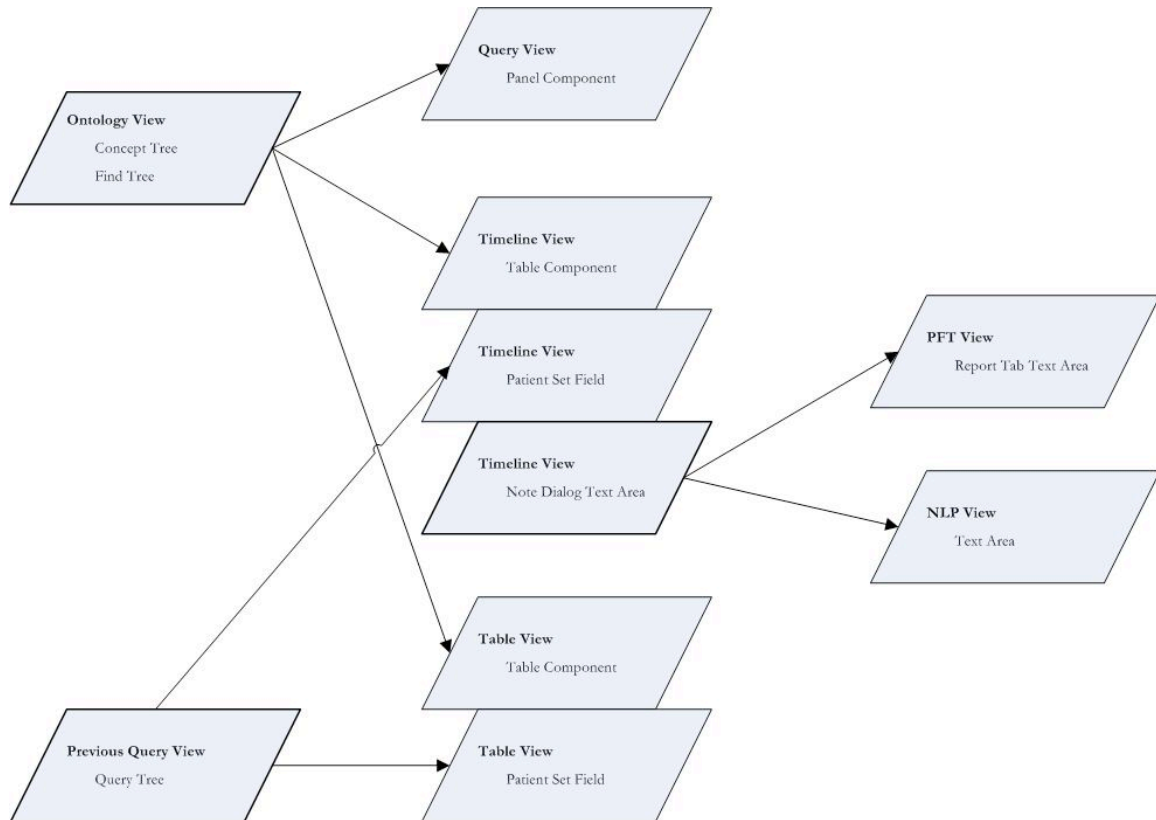 Query View
Panel Component
Ontology View
Concept Tree
Find Tree
Timeline View
Table Component
Timeline View
Patient Set Field
PFT View
Report Tab Text Area
Timeline View
Note Dialog Text Area
NLP View
Text Area
Table View
Table Component
Previous Query View
Query Tree
Table View
Patient Set Field